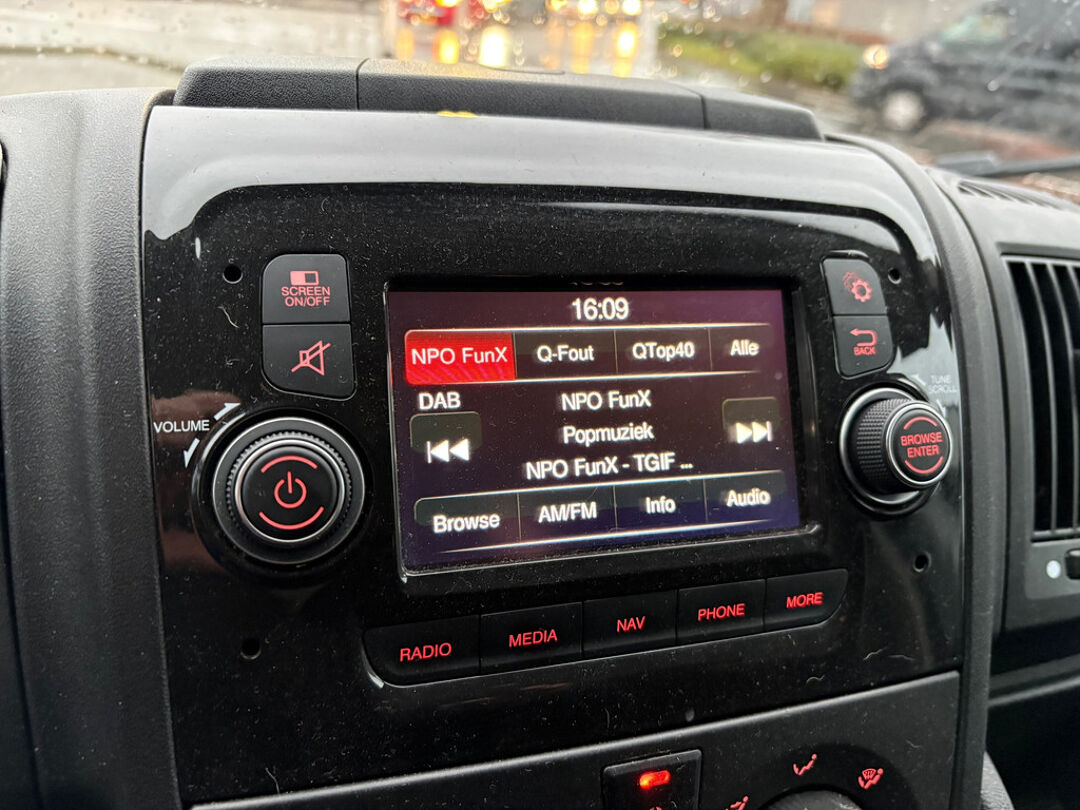 16:09
SCREEN
ON/OFF
NPO FunX
Q-Fout
QTop40
Alle
BACK
DAB
NPO FunX
Popmuziek
NPO FunX - TGIF ...
VOLUME
TUNE
SCROLL
BROWSE
ENTER
Browse
AM/FM
Info
Audio
RADIO
MEDIA
NAV
PHONE
MORE